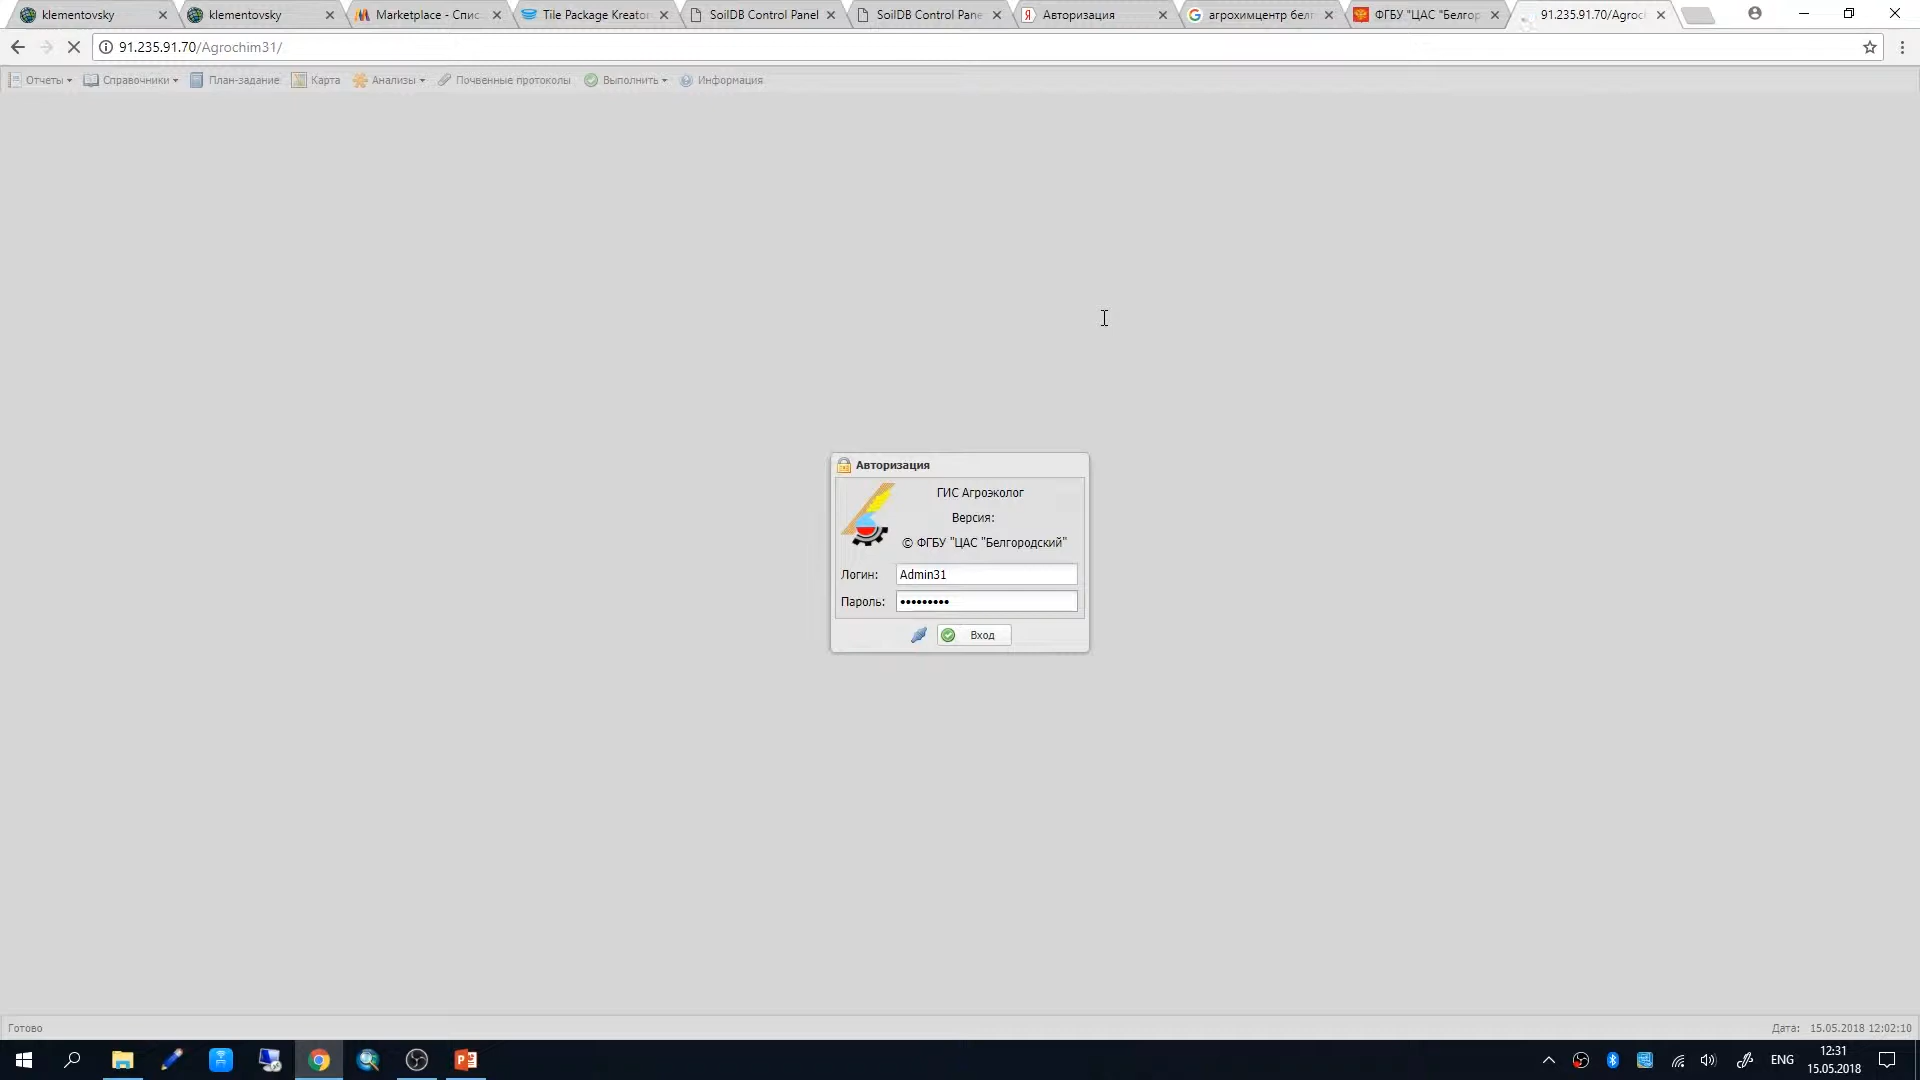 klementovsky
klementovsky
Marketplace - Спис
Tile Package Kreator
SoilDB Control Panel
SoilDB Control Pane
Авторизация
агрохимцентр белг
ФГБУ "ЦАС "Белгор
91.235.91.70/Agroc
91.235.91.70/Agrochim31/
Отчеты Справочники План-задание Карта Анализы Почвенные протоколы Выполнить Информация
Авторизация
ГИС Агроэколог
Версия:
© ФГБУ "ЦАС "Белгородский"
Логин: Admin31
Пароль: •••••••••
Вход
Готово
Дата: 15.05.2018 12:02:10
ENG
12:31
15.05.2018